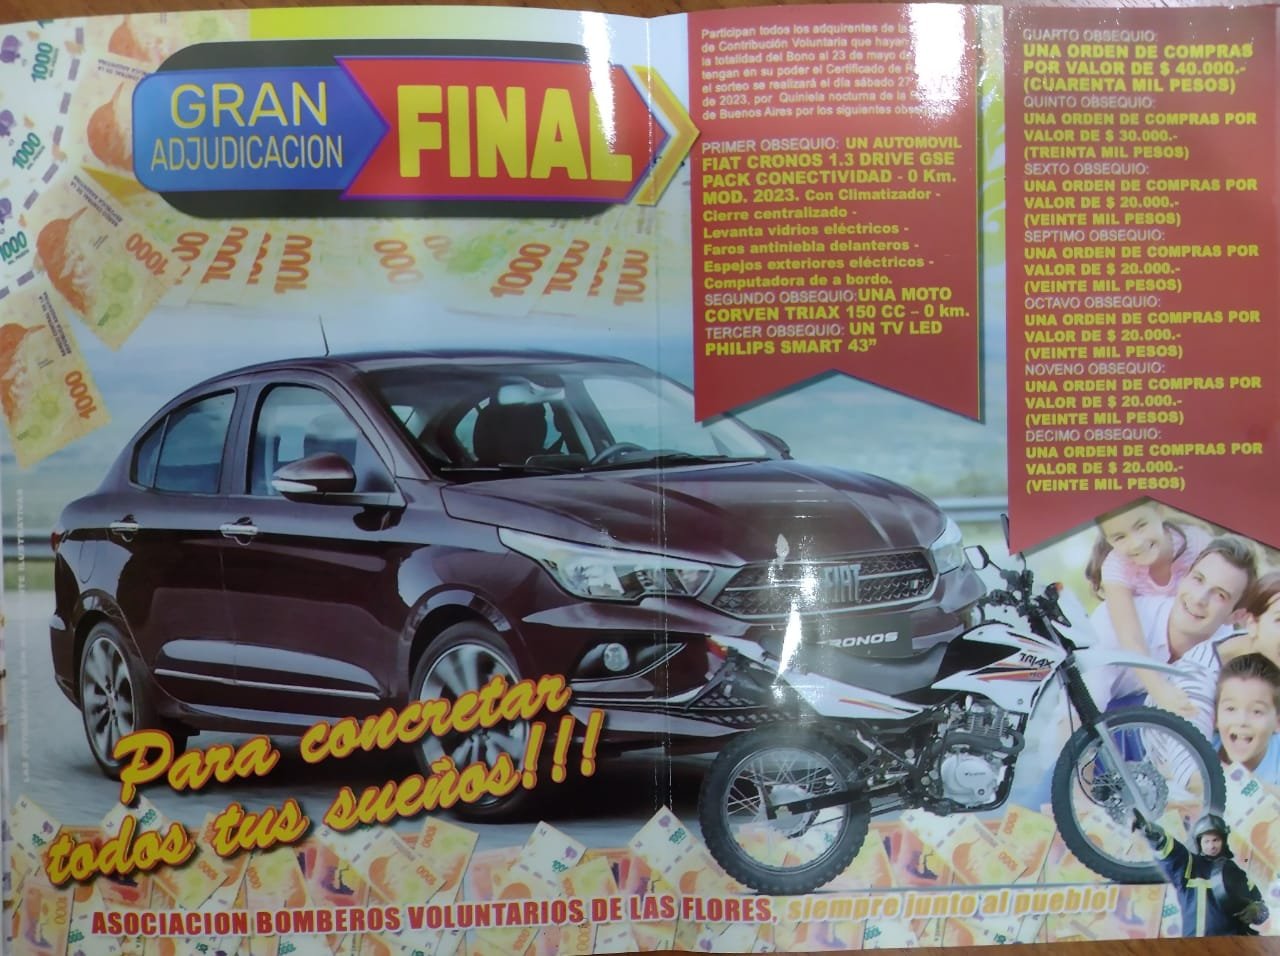 GRAN
ADJUDICACION
FINAL
Participan todos los adquirentes de la
de Contribución Voluntaria que hayan
la totalidad del Bono al 23 de mayo de
tengan en su poder el Certificado de
el sorteo se realizará el día sábado 27
de 2023, por Quiniela nocturna de la
de Buenos Aires por los siguientes
PRIMER OBSEQUIO: UN AUTOMOVIL
FIAT CRONOS 1.3 DRIVE GSE
PACK CONECTIVIDAD - 0 Km.
MOD. 2023. Con Climatizador -
Cierre centralizado -
Levanta vidrios eléctricos -
Faros antiniebla delanteros -
Espejos exteriores eléctricos -
Computadora de a bordo.
SEGUNDO OBSEQUIO:UNA MOTO
CORVEN TRIAX 150 CC – 0 km.
TERCER OBSEQUIO: UN TV LED
PHILIPS SMART 43”
CUARTO OBSEQUIO:
UNA ORDEN DE COMPRAS
POR VALOR DE $ 40.000.-
(CUARENTA MIL PESOS)
QUINTO OBSEQUIO:
UNA ORDEN DE COMPRAS POR
VALOR DE $ 30.000.-
(TREINTA MIL PESOS)
SEXTO OBSEQUIO:
UNA ORDEN DE COMPRAS POR
VALOR DE $ 20.000.-
(VEINTE MIL PESOS)
SEPTIMO OBSEQUIO:
UNA ORDEN DE COMPRAS POR
VALOR DE $ 20.000.-
(VEINTE MIL PESOS)
OCTAVO OBSEQUIO:
UNA ORDEN DE COMPRAS POR
VALOR DE $ 20.000.-
(VEINTE MIL PESOS)
NOVENO OBSEQUIO:
UNA ORDEN DE COMPRAS POR
VALOR DE $ 20.000.-
(VEINTE MIL PESOS)
DECIMO OBSEQUIO:
UNA ORDEN DE COMPRAS POR
VALOR DE $ 20.000.-
(VEINTE MIL PESOS)
FIAT
CRONOS
TRIAX
Para concretar
todos tus sueños!!!
ASOCIACION BOMBEROS VOLUNTARIOS DE LAS FLORES, siempre junto al pueblo!